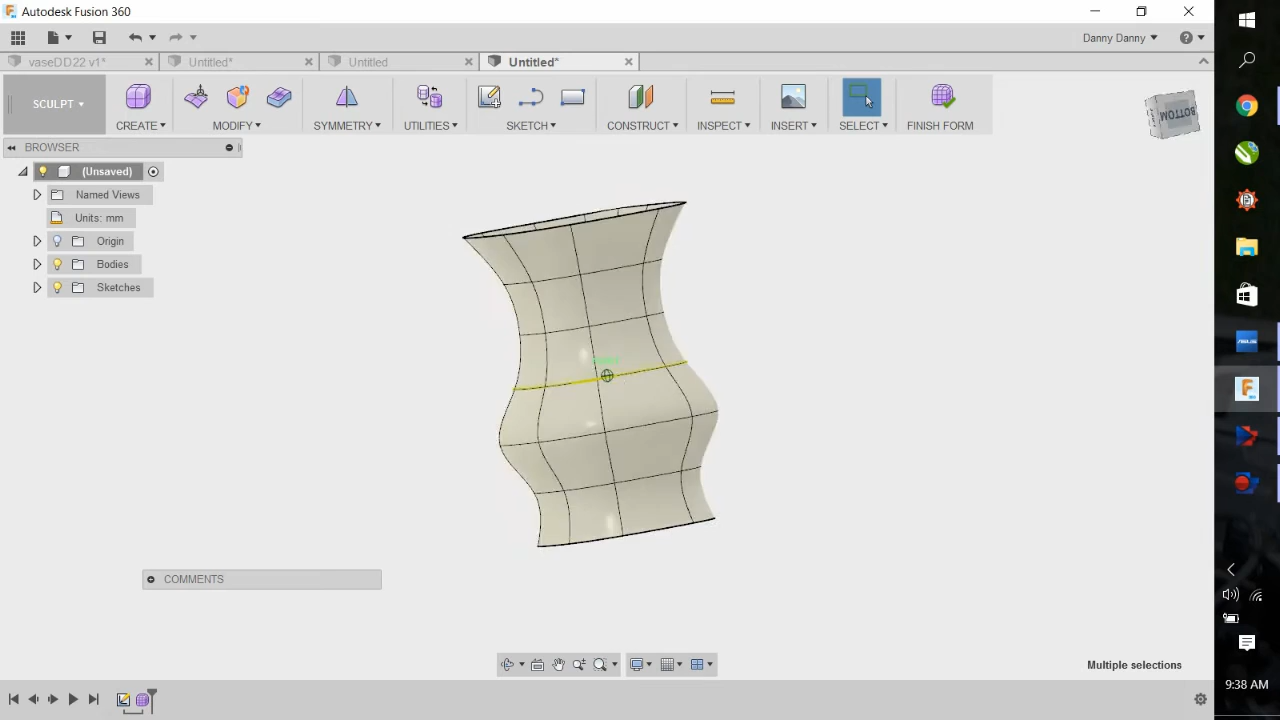 Autodesk Fusion 360
Danny Danny
vaseDD22 v1*
Untitled*
Untitled
Untitled*
SCULPT
CREATE
MODIFY
SYMMETRY
UTILITIES
SKETCH
CONSTRUCT
INSPECT
INSERT
SELECT
FINISH FORM
BOTTOM
BROWSER
(Unsaved)
Named Views
Units: mm
Origin
Bodies
Sketches
COMMENTS
Multiple selections
9:38 AM